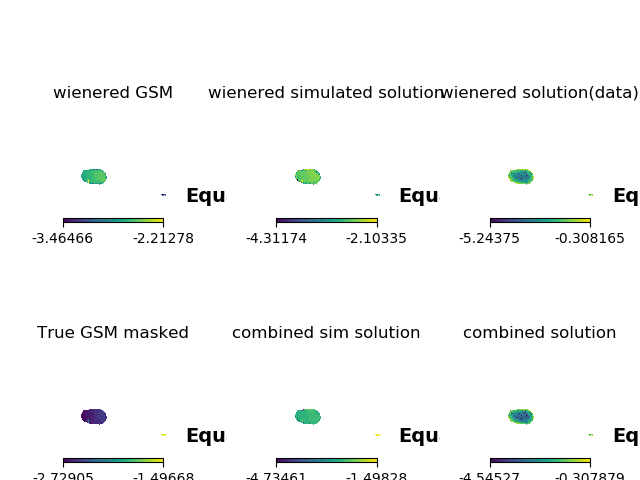 wienered GSM
wienered simulated solution
wienered solution(data)
Equ
Equ
Eq
-3.46466 -2.21278
-4.31174 -2.10335
-5.24375 -0.308165
True GSM masked
combined sim solution
combined solution
Equ
Equ
Eq
-2.72905 -1.49668
-4.73461 -1.49828
-4.54527 -0.307879